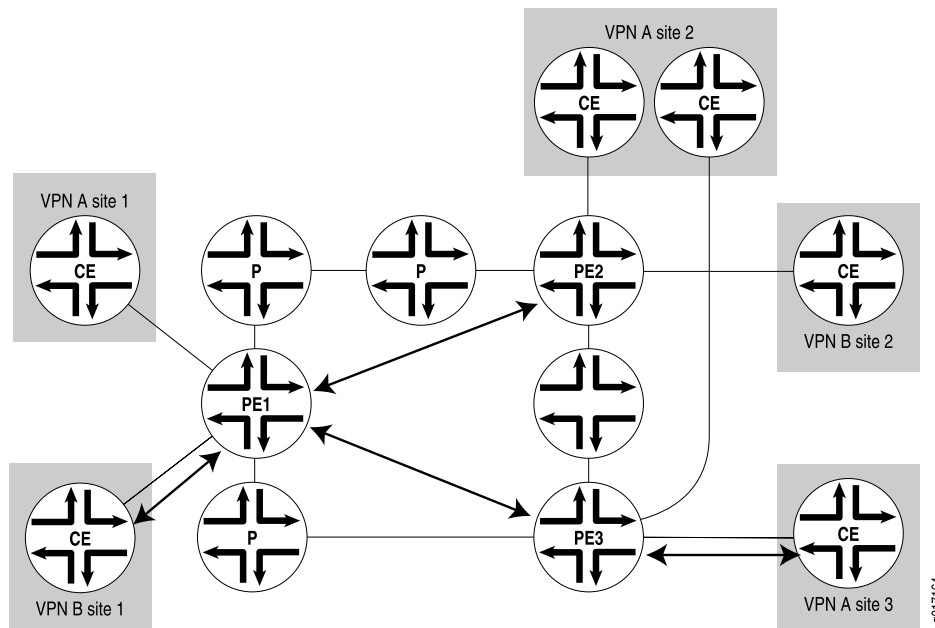 VPN A site 2
CE
CE
VPN A site 1
CE
P
P
PE2
CE
VPN B site 2
PE1
CE
VPN B site 1
P
PE3
CE
VPN A site 3